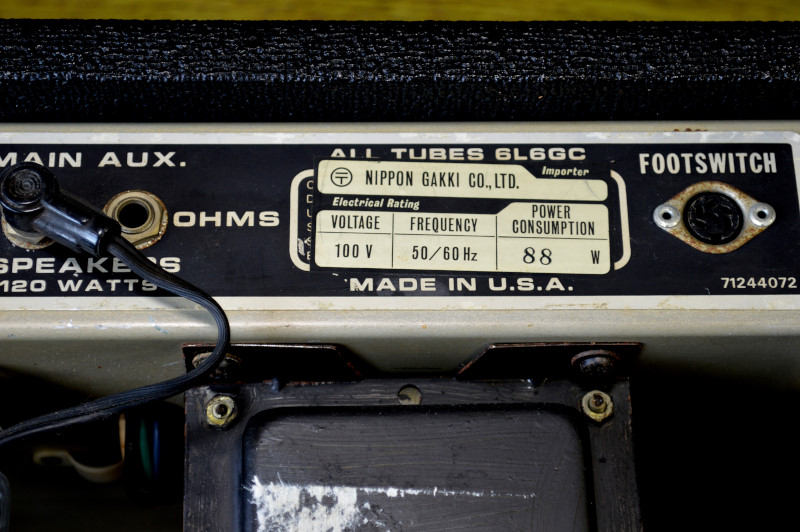 MAIN AUX.
OHMS
SPEAKERS
120 WATTS
ALL TUBES 6L6GC
NIPPON GAKKI CO., LTD.
Importer
Electrical Rating
VOLTAGE FREQUENCY POWER CONSUMPTION
100 V 50/60 Hz 88 W
MADE IN U.S.A.
FOOTSWITCH
71244072